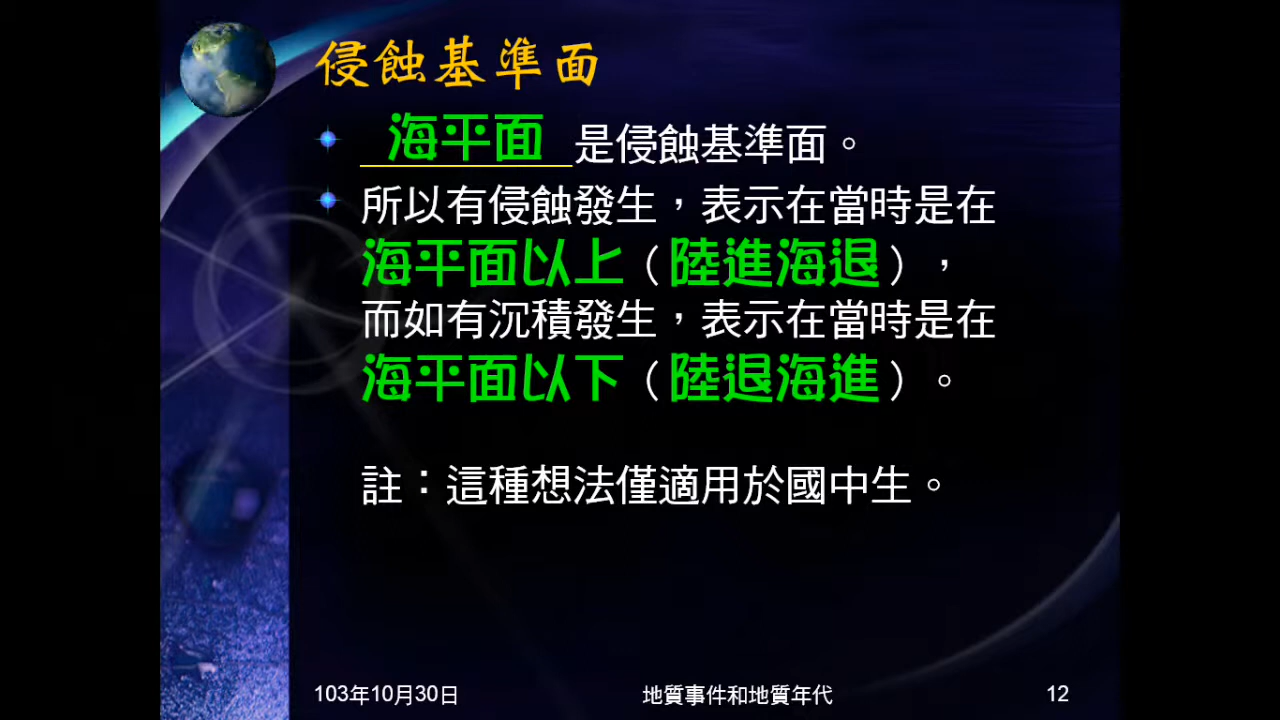 侵蝕基準面
海平面是侵蝕基準面。
所以有侵蝕發生，表示在當時是在
海平面以上（陸進海退），
而如有沉積發生，表示在當時是在
海平面以下（陸退海進）。
註：這種想法僅適用於國中生。
103年10月30日
地質事件和地質年代
12